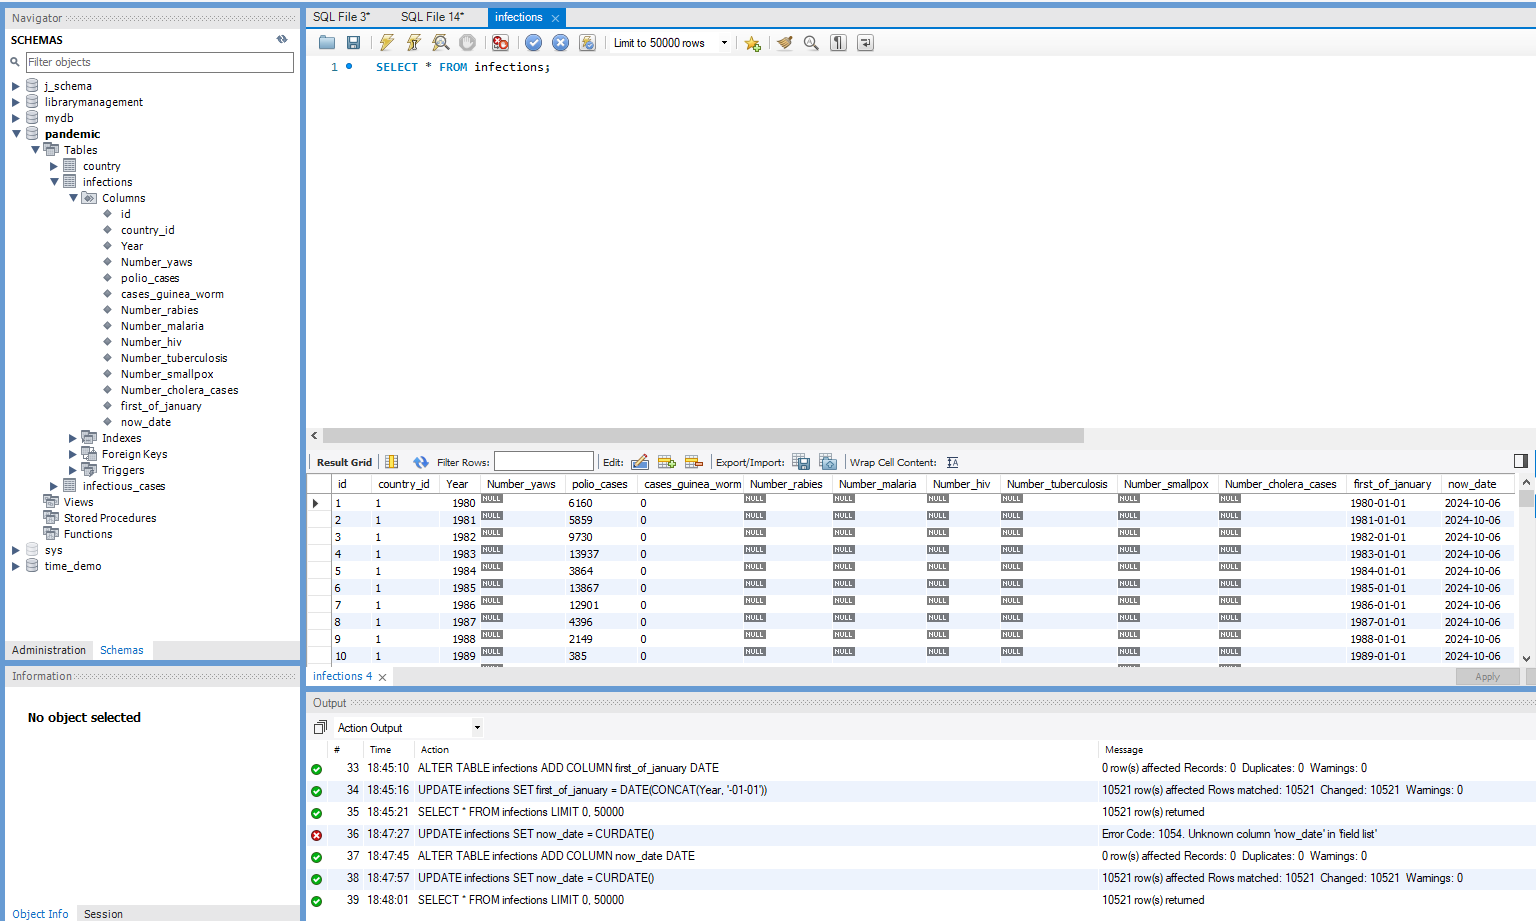 Navigator
SCHEMAS
Filter objects
j_schema
librarymanagement
mydb
pandemic
Tables
country
infections
Columns
id
country_id
Year
Number_yaws
polio_cases
cases_guinea_worm
Number_rabies
Number_malaria
Number_hiv
Number_tuberculosis
Number_smallpox
Number_cholera_cases
first_of_january
now_date
Indexes
Foreign Keys
Triggers
infectious_cases
Views
Stored Procedures
Functions
sys
time_demo
Administration Schemas
Information
No object selected
Object Info Session
SQL File 3* SQL File 14* infections
Limit to 50000 rows
1 SELECT * FROM infections;
Result Grid Filter Rows: Edit: Export/Import: Wrap Cell Content:
id country_id Year Number_yaws polio_cases cases_guinea_worm Number_rabies Number_malaria Number_hiv Number_tuberculosis Number_smallpox Number_cholera_cases first_of_january now_date
1 1 1980 NULL 6160 0 NULL NULL NULL NULL NULL NULL 1980-01-01 2024-10-06
2 1 1981 NULL 5859 0 NULL NULL NULL NULL NULL NULL 1981-01-01 2024-10-06
3 1 1982 NULL 9730 0 NULL NULL NULL NULL NULL NULL 1982-01-01 2024-10-06
4 1 1983 NULL 13937 0 NULL NULL NULL NULL NULL NULL 1983-01-01 2024-10-06
5 1 1984 NULL 3864 0 NULL NULL NULL NULL NULL NULL 1984-01-01 2024-10-06
6 1 1985 NULL 13867 0 NULL NULL NULL NULL NULL NULL 1985-01-01 2024-10-06
7 1 1986 NULL 12901 0 NULL NULL NULL NULL NULL NULL 1986-01-01 2024-10-06
8 1 1987 NULL 4396 0 NULL NULL NULL NULL NULL NULL 1987-01-01 2024-10-06
9 1 1988 NULL 2149 0 NULL NULL NULL NULL NULL NULL 1988-01-01 2024-10-06
10 1 1989 NULL 385 0 NULL NULL NULL NULL NULL NULL 1989-01-01 2024-10-06
infections 4 Apply
Output
Action Output
# Time Action Message
33 18:45:10 ALTER TABLE infections ADD COLUMN first_of_january DATE 0 row(s) affected Records: 0 Duplicates: 0 Warnings: 0
34 18:45:16 UPDATE infections SET first_of_january = DATE(CONCAT(Year, '-01-01')) 10521 row(s) affected Rows matched: 10521 Changed: 10521 Warnings: 0
35 18:45:21 SELECT * FROM infections LIMIT 0, 50000 10521 row(s) returned
36 18:47:27 UPDATE infections SET now_date = CURDATE() Error Code: 1054. Unknown column 'now_date' in 'field list'
37 18:47:45 ALTER TABLE infections ADD COLUMN now_date DATE 0 row(s) affected Records: 0 Duplicates: 0 Warnings: 0
38 18:47:57 UPDATE infections SET now_date = CURDATE() 10521 row(s) affected Rows matched: 10521 Changed: 10521 Warnings: 0
39 18:48:01 SELECT * FROM infections LIMIT 0, 50000 10521 row(s) returned